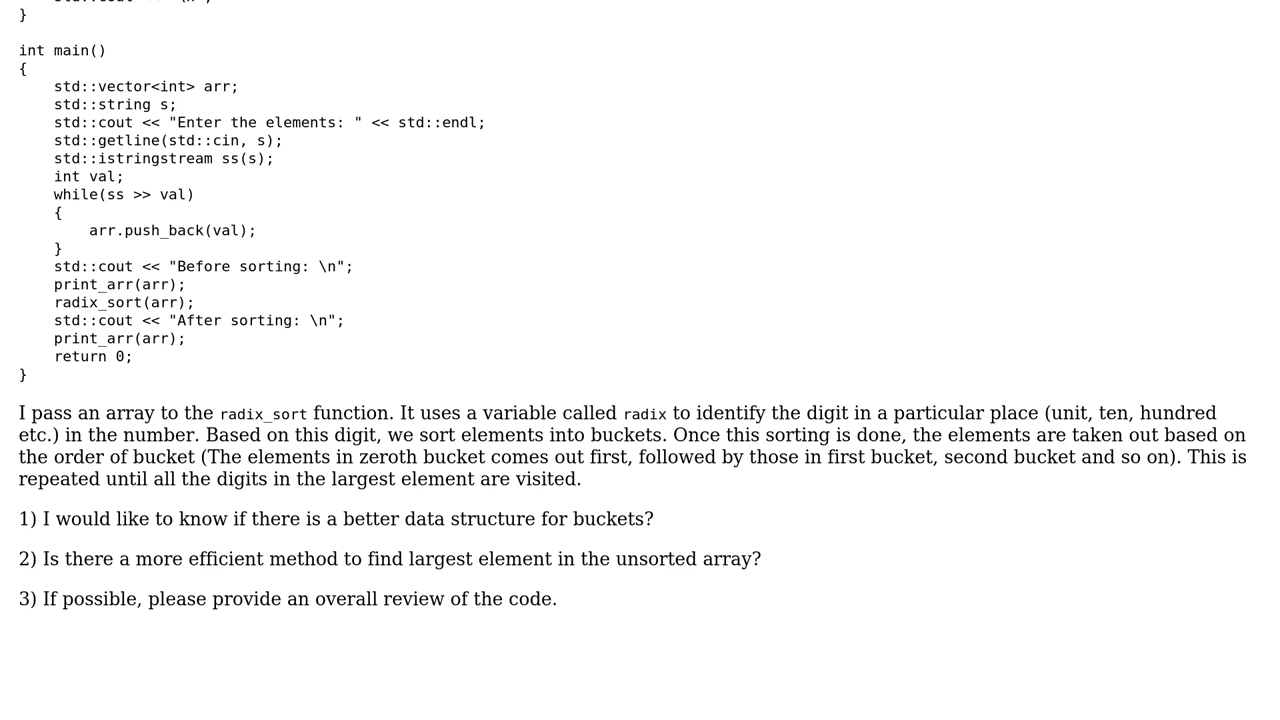 }
int main()
{
    std::vector<int> arr;
    std::string s;
    std::cout << "Enter the elements: " << std::endl;
    std::getline(std::cin, s);
    std::istringstream ss(s);
    int val;
    while(ss >> val)
    {
        arr.push_back(val);
    }
    std::cout << "Before sorting: \n";
    print_arr(arr);
    radix_sort(arr);
    std::cout << "After sorting: \n";
    print_arr(arr);
    return 0;
}
I pass an array to the radix_sort function. It uses a variable called radix to identify the digit in a particular place (unit, ten, hundred
etc.) in the number. Based on this digit, we sort elements into buckets. Once this sorting is done, the elements are taken out based on
the order of bucket (The elements in zeroth bucket comes out first, followed by those in first bucket, second bucket and so on). This is
repeated until all the digits in the largest element are visited.
1) I would like to know if there is a better data structure for buckets?
2) Is there a more efficient method to find largest element in the unsorted array?
3) If possible, please provide an overall review of the code.